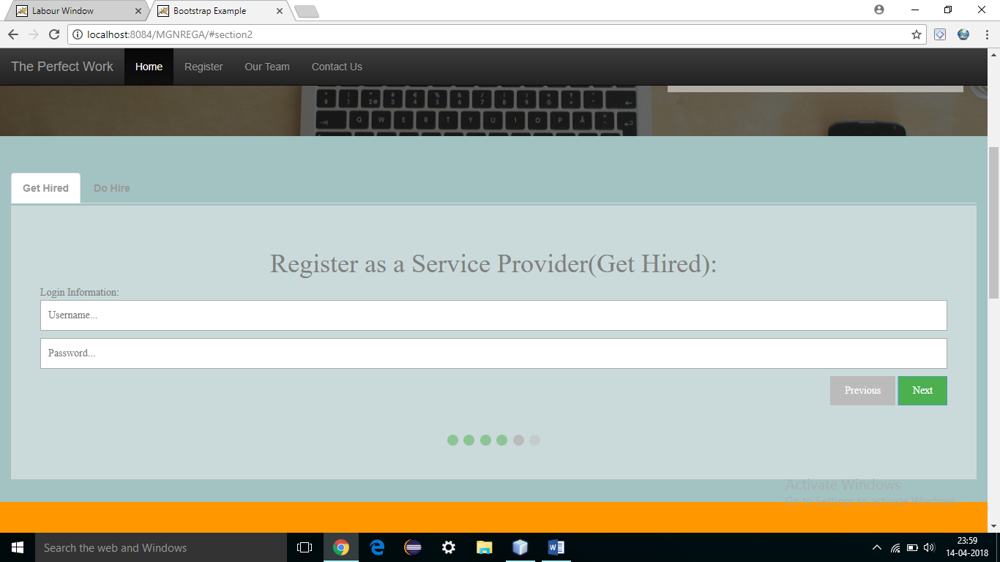 Labour Window
Bootstrap Example
localhost:8084/MGNREGA/#section2
The Perfect Work Home Register Our Team Contact Us
Q W E R T Y U I O P Å
Get Hired Do Hire
Register as a Service Provider(Get Hired):
Login Information:
Username...
Password...
Previous Next
Activate Windows
Go to Settings to activate Windows.
Search the web and Windows
23:59
14-04-2018